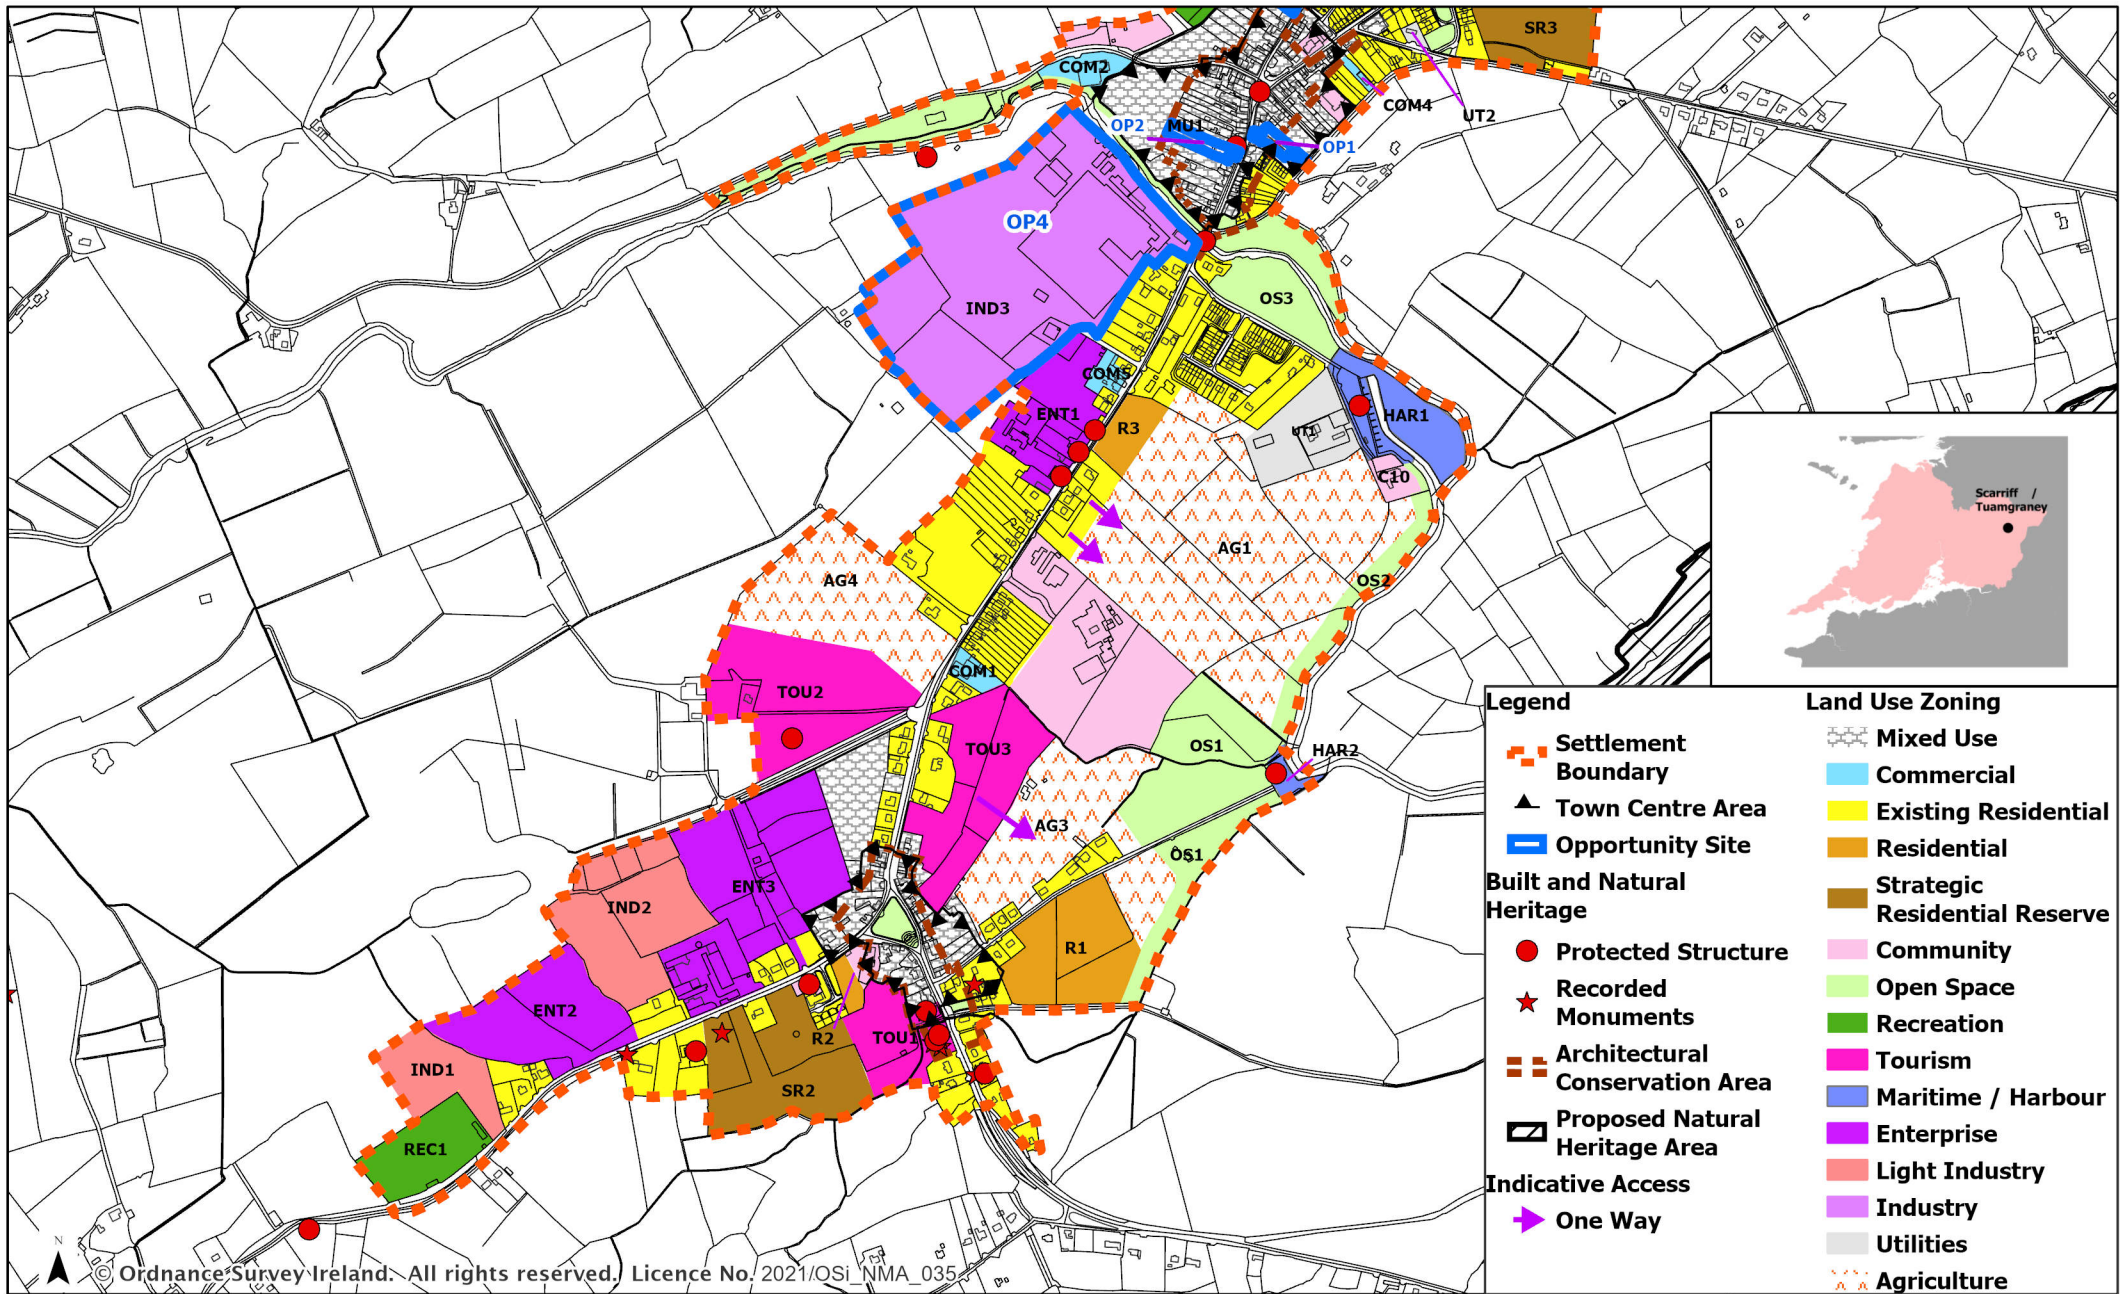 SR3
COM2
COM4
UT2
OP2
MU1
OP1
OP4
IND3
OS3
COM5
ENT1
R3
HAR1
UT1
C10
AG1
AG4
OS2
COM1
TOU2
TOU3
OS1
HAR2
AG3
OS1
ENT3
IND2
R1
ENT2
R2
TOU1
IND1
SR2
REC1
Scarriff /
Tuamgraney
Legend
Settlement
Boundary
Town Centre Area
Opportunity Site
Built and Natural
Heritage
Protected Structure
Recorded
Monuments
Architectural
Conservation Area
Proposed Natural
Heritage Area
Indicative Access
One Way
Land Use Zoning
Mixed Use
Commercial
Existing Residential
Residential
Strategic
Residential Reserve
Community
Open Space
Recreation
Tourism
Maritime / Harbour
Enterprise
Light Industry
Industry
Utilities
Agriculture
N
© Ordnance Survey Ireland. All rights reserved. Licence No. 2021/OSi_NMA_035